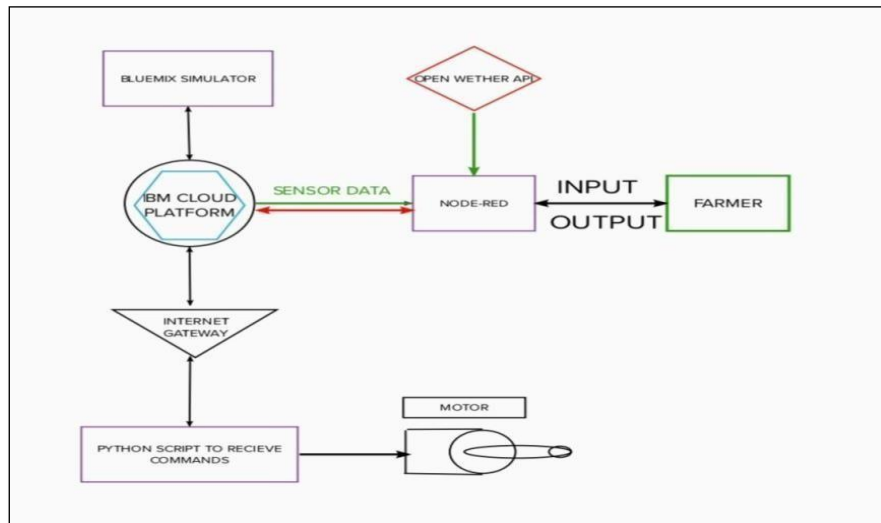 BLUEMIX SIMULATOR
OPEN WETHER API
IBM CLOUD
PLATFORM
SENSOR DATA
NODE-RED
INPUT
OUTPUT
FARMER
INTERNET
GATEWAY
MOTOR
PYTHON SCRIPT TO RECIEVE
COMMANDS